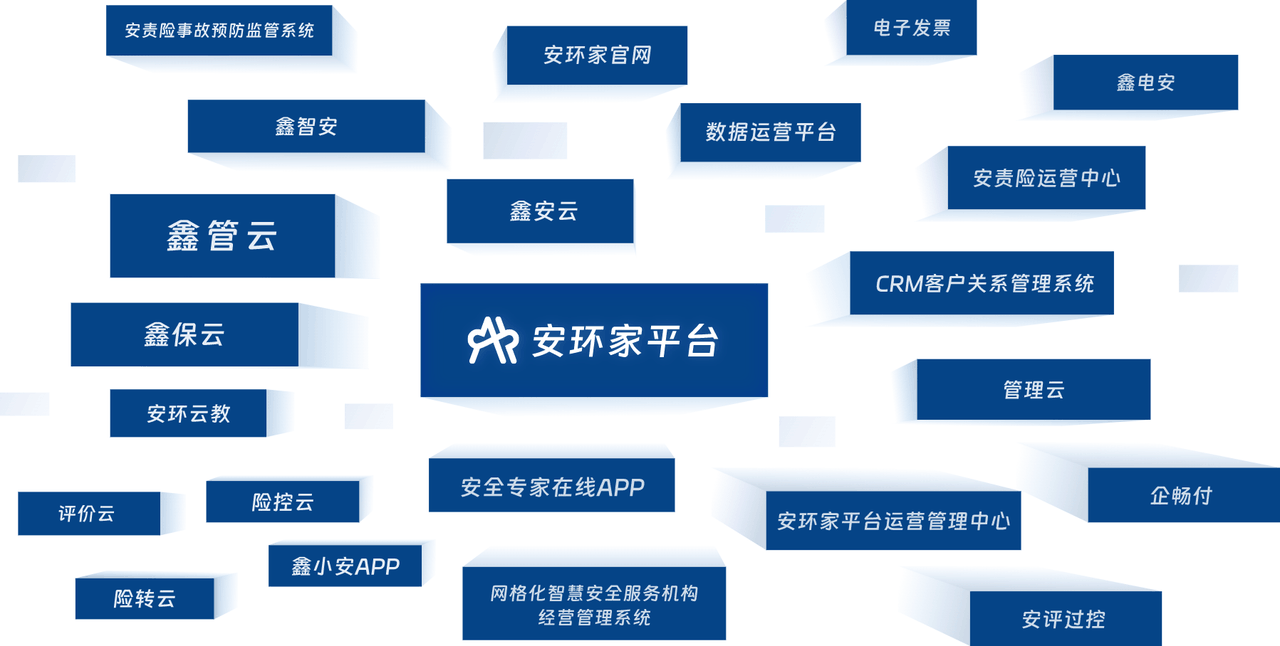 安责险事故预防监管系统
电子发票
安环家官网
鑫电安
鑫智安
数据运营平台
安责险运营中心
鑫安云
鑫管云
CRM客户关系管理系统
鑫保云
安环家平台
管理云
安环云教
安全专家在线APP
企畅付
险控云
评价云
安环家平台运营管理中心
鑫小安APP
险转云
网格化智慧安全服务机构
经营管理系统
安评过控